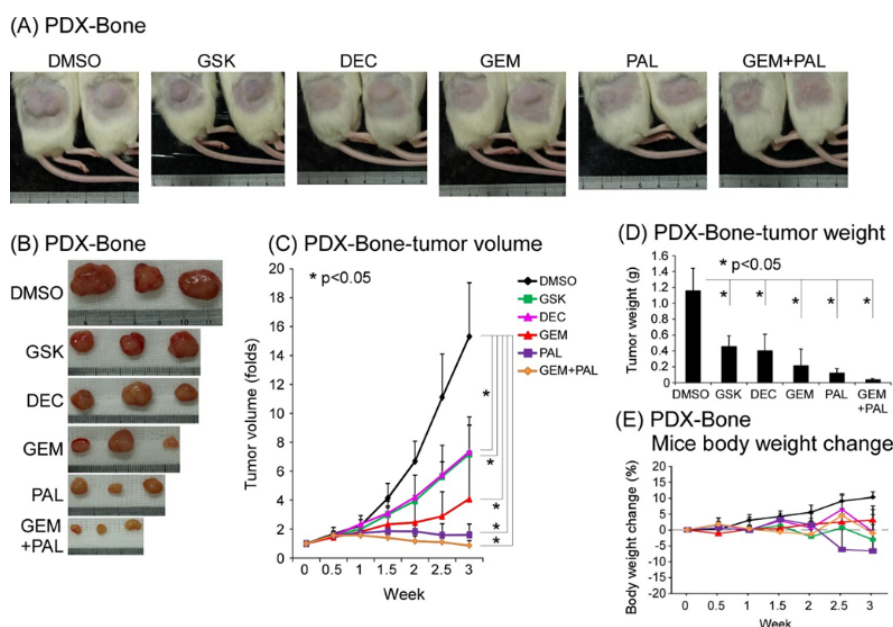 (A) PDX-Bone
DMSO GSK DEC GEM PAL GEM+PAL
(B) PDX-Bone
DMSO
GSK
DEC
GEM
PAL
GEM
+PAL
(C) PDX-Bone-tumor volume
* p<0.05
DMSO
GSK
DEC
GEM
PAL
GEM+PAL
Tumor volume (folds)
20
18
16
14
12
10
8
6
4
2
0
*
*
*
*
*
0 0.5 1 1.5 2 2.5 3
Week
(D) PDX-Bone-tumor weight
* p<0.05
Tumor weight (g)
1.6
1.4
1.2
1.0
0.8
0.6
0.4
0.2
0
* * * * *
DMSO GSK DEC GEM PAL GEM
+PAL
(E) PDX-Bone
Mice body weight change
Body weight change (%)
20
15
10
5
0
-5
-10
-15
-20
0 0.5 1 1.5 2 2.5 3
Week